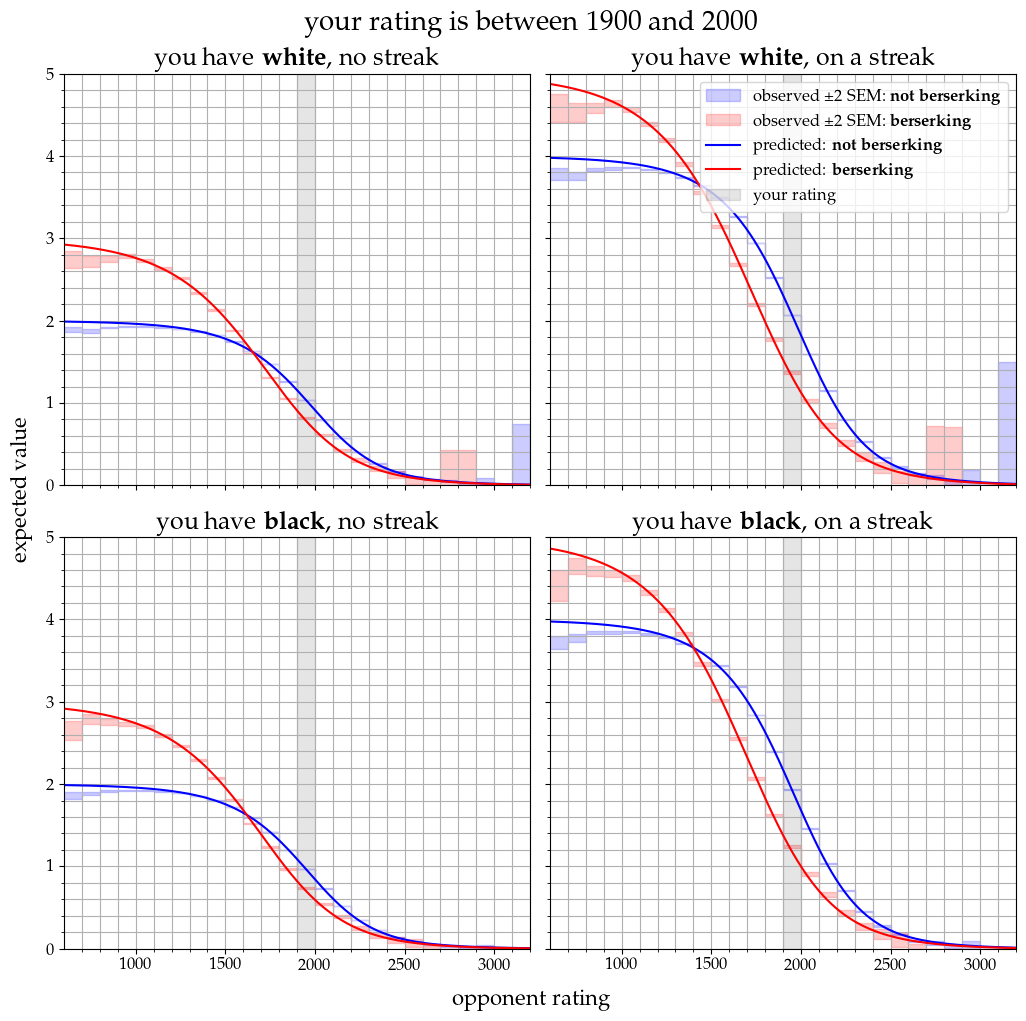 your rating is between 1900 and 2000
you have white, no streak
you have white, on a streak
5
4
3
2
1
0
observed ±2 SEM: not berserking
observed ±2 SEM: berserking
predicted: not berserking
predicted: berserking
your rating
expected value
you have black, no streak
you have black, on a streak
5
4
3
2
1
0
1000 1500 2000 2500 3000
1000 1500 2000 2500 3000
opponent rating